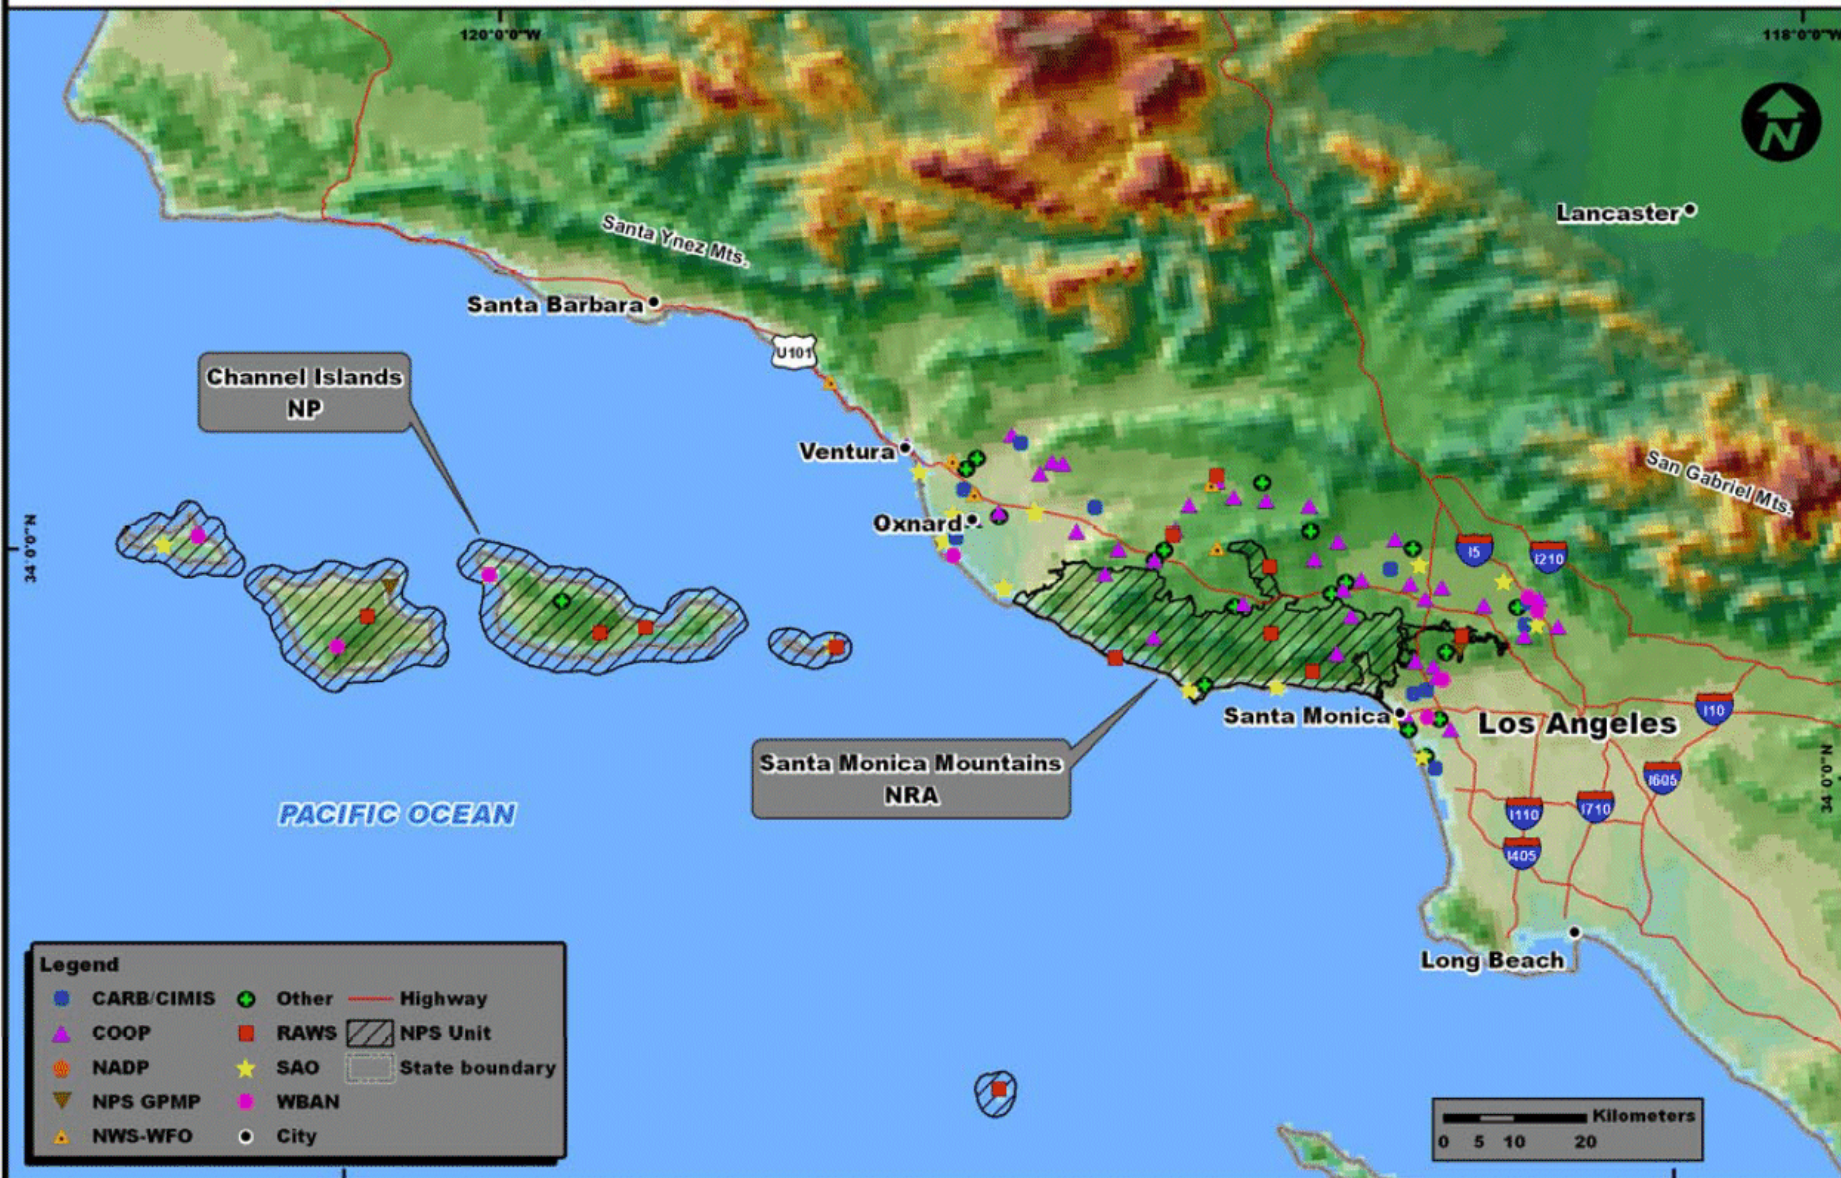 120°0'0"W
118°0'0"W
N
Lancaster
Santa Ynez Mts.
Santa Barbara
U101
Channel Islands
NP
Ventura
San Gabriel Mts.
Oxnard
34°0'0"N
I5
I210
Santa Monica
Los Angeles
I10
Santa Monica Mountains
NRA
34°0'0"N
I605
PACIFIC OCEAN
I110
I710
I405
Long Beach
Legend
CARB/CIMIS
Other
Highway
COOP
RAWS
NPS Unit
NADP
SAO
State boundary
NPS GPMP
WBAN
NWS-WFO
City
Kilometers
0 5 10 20